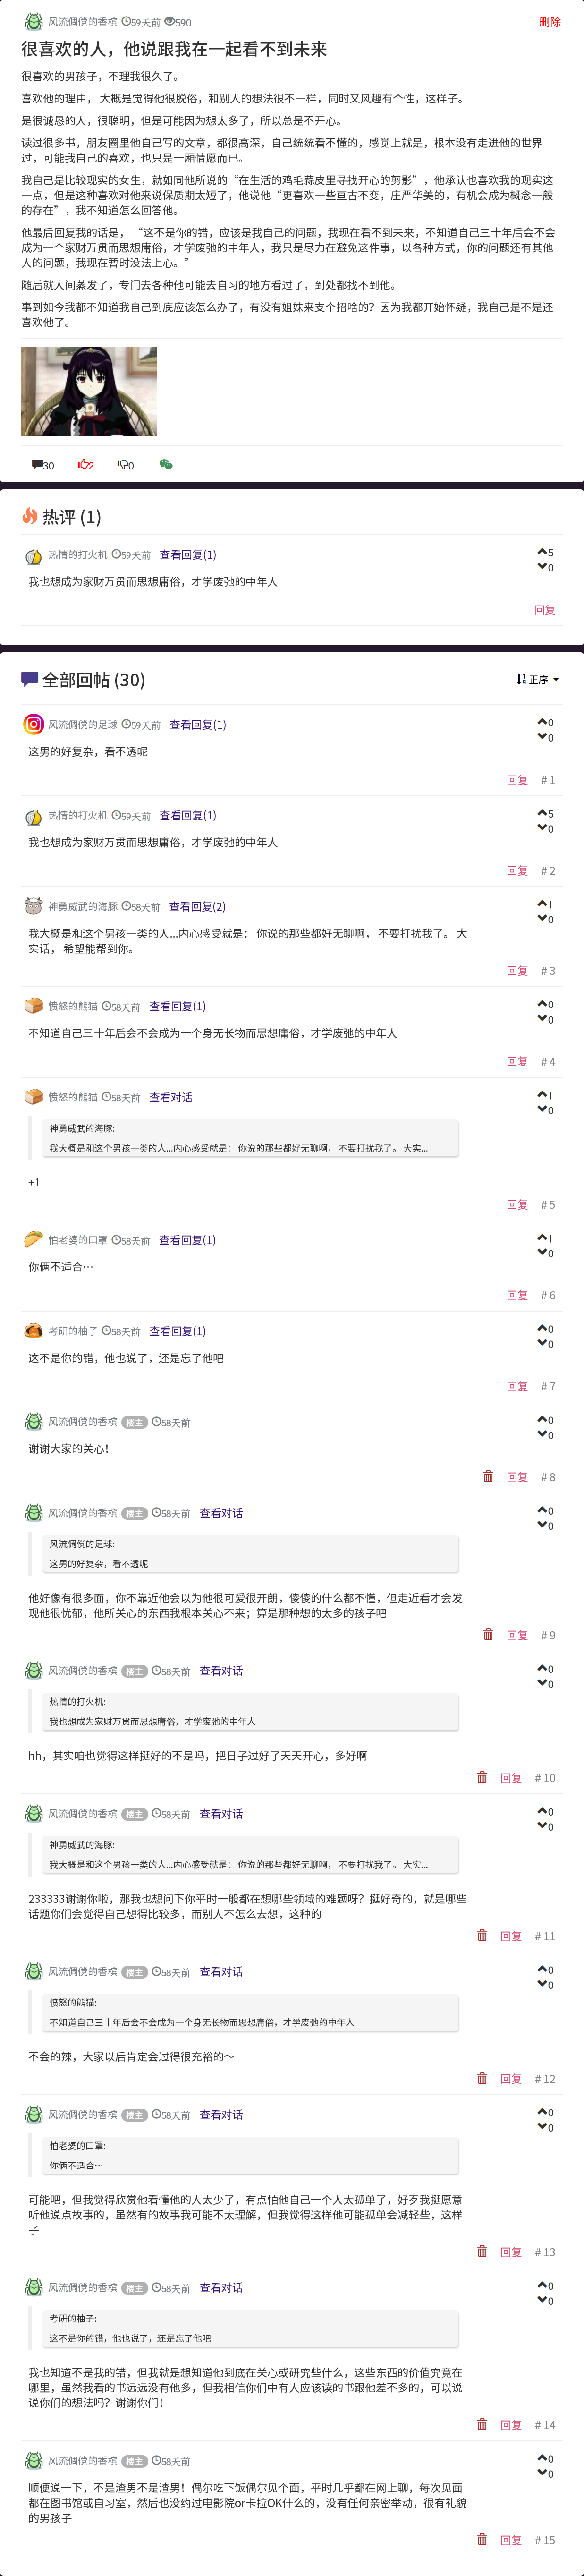 风流倜傥的香槟 59天前 590 删除
很喜欢的人，他说跟我在一起看不到未来
很喜欢的男孩子，不理我很久了。
喜欢他的理由， 大概是觉得他很脱俗，和别人的想法很不一样，同时又风趣有个性，这样子。
是很诚恳的人，很聪明，但是可能因为想太多了，所以总是不开心。
读过很多书，朋友圈里他自己写的文章，都很高深，自己统统看不懂的，感觉上就是，根本没有走进他的世界
过，可能我自己的喜欢，也只是一厢情愿而已。
我自己是比较现实的女生，就如同他所说的“在生活的鸡毛蒜皮里寻找开心的剪影”，他承认也喜欢我的现实这
一点，但是这种喜欢对他来说保质期太短了，他说他“更喜欢一些亘古不变，庄严华美的，有机会成为概念一般
的存在”，我不知道怎么回答他。
他最后回复我的话是， “这不是你的错，应该是我自己的问题，我现在看不到未来，不知道自己三十年后会不会
成为一个家财万贯而思想庸俗，才学废弛的中年人，我只是尽力在避免这件事，以各种方式，你的问题还有其他
人的问题，我现在暂时没法上心。”
随后就人间蒸发了，专门去各种他可能去自习的地方看过了，到处都找不到他。
事到如今我都不知道我自己到底应该怎么办了，有没有姐妹来支个招啥的？因为我都开始怀疑，我自己是不是还
喜欢他了。
30 2 0
热评 (1)
热情的打火机 59天前 查看回复(1) 5
0
我也想成为家财万贯而思想庸俗，才学废弛的中年人
回复
全部回帖 (30) 正序
风流倜傥的足球 59天前 查看回复(1) 0
0
这男的好复杂，看不透呢
回复 # 1
热情的打火机 59天前 查看回复(1) 5
0
我也想成为家财万贯而思想庸俗，才学废弛的中年人
回复 # 2
神勇威武的海豚 58天前 查看回复(2) 1
0
我大概是和这个男孩一类的人...内心感受就是： 你说的那些都好无聊啊， 不要打扰我了。 大
实话， 希望能帮到你。
回复 # 3
愤怒的熊猫 58天前 查看回复(1) 0
0
不知道自己三十年后会不会成为一个身无长物而思想庸俗，才学废弛的中年人
回复 # 4
愤怒的熊猫 58天前 查看对话 1
0
神勇威武的海豚:
我大概是和这个男孩一类的人...内心感受就是： 你说的那些都好无聊啊， 不要打扰我了。 大实...
+1
回复 # 5
怕老婆的口罩 58天前 查看回复(1) 1
0
你俩不适合…
回复 # 6
考研的柚子 58天前 查看回复(1) 0
0
这不是你的错，他也说了，还是忘了他吧
回复 # 7
风流倜傥的香槟 楼主 58天前 0
0
谢谢大家的关心！
回复 # 8
风流倜傥的香槟 楼主 58天前 查看对话 0
0
风流倜傥的足球:
这男的好复杂，看不透呢
他好像有很多面，你不靠近他会以为他很可爱很开朗，傻傻的什么都不懂，但走近看才会发
现他很忧郁，他所关心的东西我根本关心不来；算是那种想的太多的孩子吧
回复 # 9
风流倜傥的香槟 楼主 58天前 查看对话 0
0
热情的打火机:
我也想成为家财万贯而思想庸俗，才学废弛的中年人
hh，其实咱也觉得这样挺好的不是吗，把日子过好了天天开心，多好啊
回复 # 10
风流倜傥的香槟 楼主 58天前 查看对话 0
0
神勇威武的海豚:
我大概是和这个男孩一类的人...内心感受就是： 你说的那些都好无聊啊， 不要打扰我了。 大实...
233333谢谢你啦，那我也想问下你平时一般都在想哪些领域的难题呀？挺好奇的，就是哪些
话题你们会觉得自己想得比较多，而别人不怎么去想，这种的
回复 # 11
风流倜傥的香槟 楼主 58天前 查看对话 0
0
愤怒的熊猫:
不知道自己三十年后会不会成为一个身无长物而思想庸俗，才学废弛的中年人
不会的辣，大家以后肯定会过得很充裕的～
回复 # 12
风流倜傥的香槟 楼主 58天前 查看对话 0
0
怕老婆的口罩:
你俩不适合…
可能吧，但我觉得欣赏他看懂他的人太少了，有点怕他自己一个人太孤单了，好歹我挺愿意
听他说点故事的，虽然有的故事我可能不太理解，但我觉得这样他可能孤单会减轻些，这样
子
回复 # 13
风流倜傥的香槟 楼主 58天前 查看对话 0
0
考研的柚子:
这不是你的错，他也说了，还是忘了他吧
我也知道不是我的错，但我就是想知道他到底在关心或研究些什么，这些东西的价值究竟在
哪里，虽然我看的书远远没有他多，但我相信你们中有人应该读的书跟他差不多的，可以说
说你们的想法吗？谢谢你们！
回复 # 14
风流倜傥的香槟 楼主 58天前 0
0
顺便说一下，不是渣男不是渣男！偶尔吃下饭偶尔见个面，平时几乎都在网上聊，每次见面
都在图书馆或自习室，然后也没约过电影院or卡拉OK什么的，没有任何亲密举动，很有礼貌
的男孩子
回复 # 15